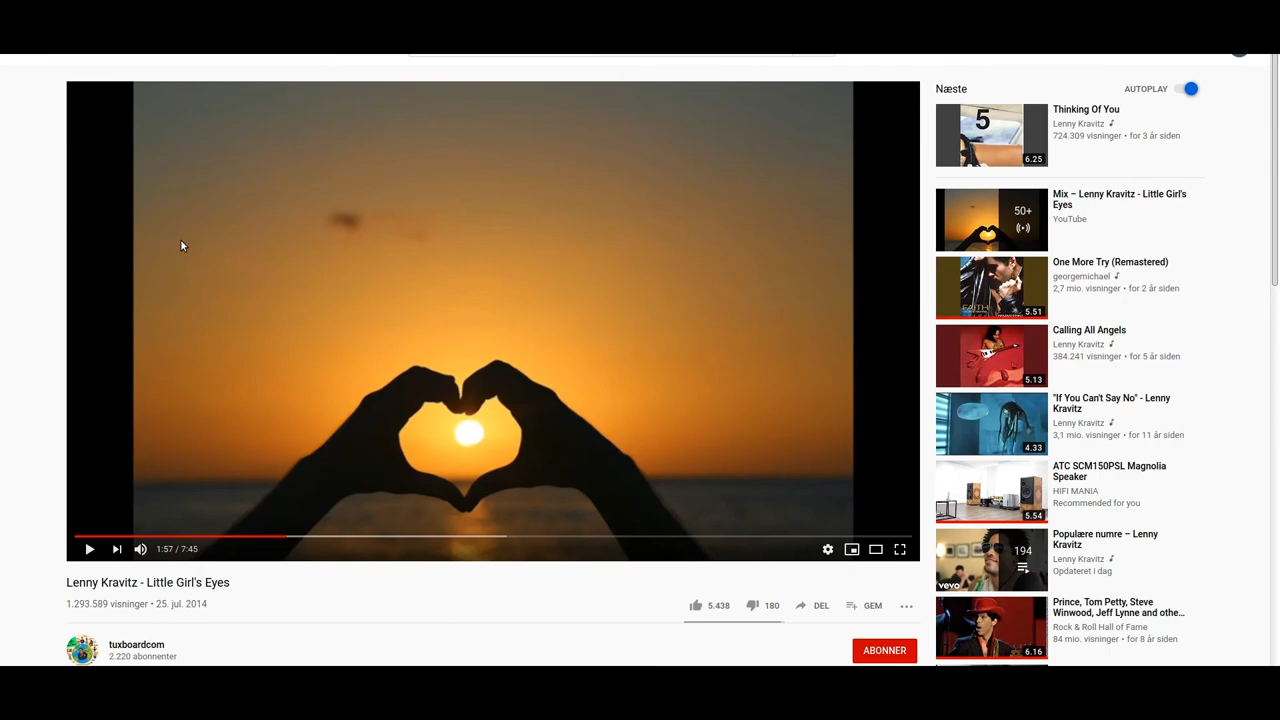 1:57 / 7:45
Lenny Kravitz - Little Girl's Eyes
1.293.589 visninger • 25. jul. 2014
5.438
180
DEL
GEM
tuxboardcom
2.220 abonnenter
ABONNER
Næste
AUTOPLAY
5
6.25
Thinking Of You
Lenny Kravitz
724.309 visninger • for 3 år siden
50+
Mix – Lenny Kravitz - Little Girl's
Eyes
YouTube
FAITH
5.51
One More Try (Remastered)
georgemichael
2,7 mio. visninger • for 2 år siden
5.13
Calling All Angels
Lenny Kravitz
384.241 visninger • for 5 år siden
4.33
"If You Can't Say No" - Lenny
Kravitz
Lenny Kravitz
3,1 mio. visninger • for 11 år siden
5.54
ATC SCM150PSL Magnolia
Speaker
HIFI MANIA
Recommended for you
194
vevo
Populære numre – Lenny
Kravitz
Lenny Kravitz
Opdateret i dag
6.16
Prince, Tom Petty, Steve
Winwood, Jeff Lynne and othe...
Rock & Roll Hall of Fame
84 mio. visninger • for 8 år siden